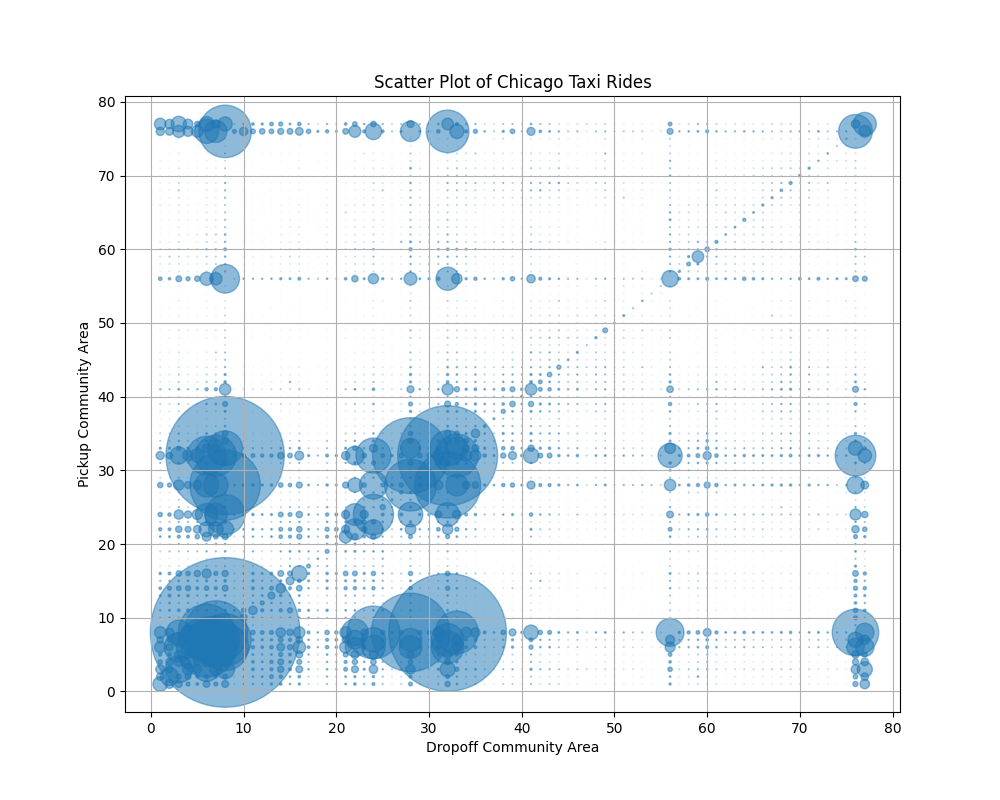 Scatter Plot of Chicago Taxi Rides
80
70
60
50
40
30
20
10
0
Pickup Community Area
0 10 20 30 40 50 60 70 80
Dropoff Community Area